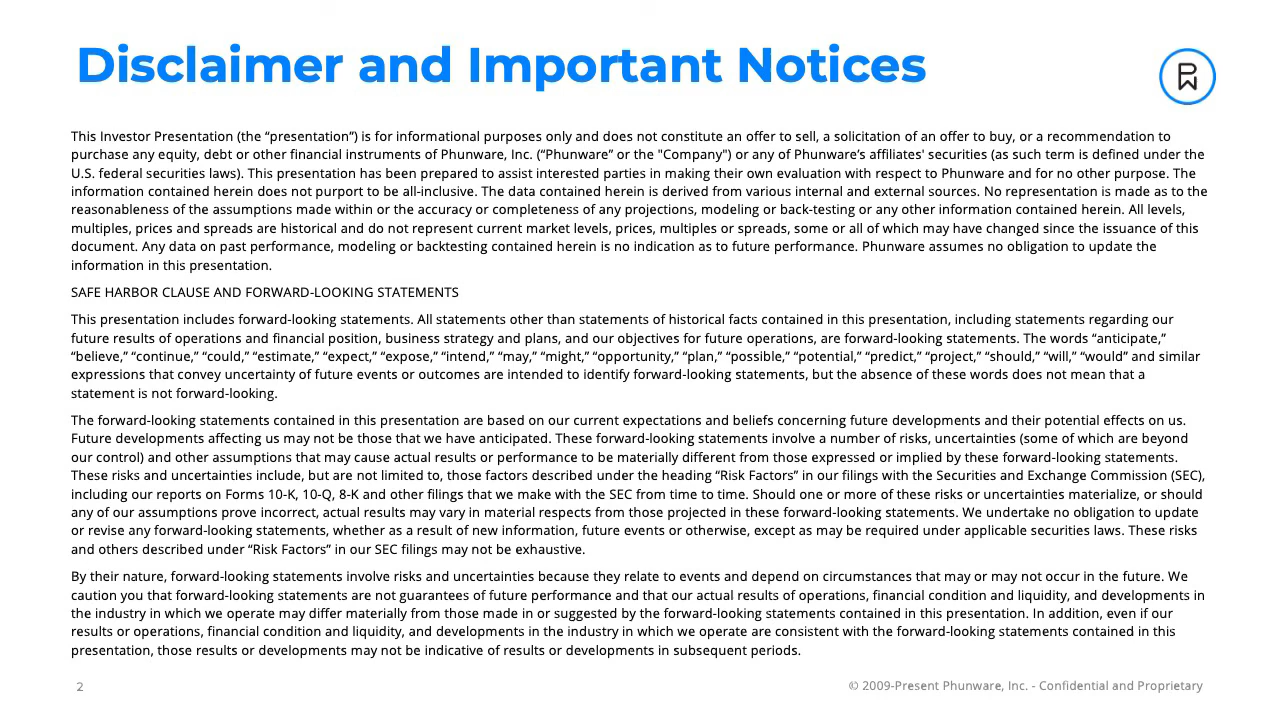 Disclaimer and Important Notices
This Investor Presentation (the “presentation”) is for informational purposes only and does not constitute an offer to sell, a solicitation of an offer to buy, or a recommendation to
purchase any equity, debt or other financial instruments of Phunware, Inc. (“Phunware” or the "Company") or any of Phunware’s affiliates' securities (as such term is defined under the
U.S. federal securities laws). This presentation has been prepared to assist interested parties in making their own evaluation with respect to Phunware and for no other purpose. The
information contained herein does not purport to be all-inclusive. The data contained herein is derived from various internal and external sources. No representation is made as to the
reasonableness of the assumptions made within or the accuracy or completeness of any projections, modeling or back-testing or any other information contained herein. All levels,
multiples, prices and spreads are historical and do not represent current market levels, prices, multiples or spreads, some or all of which may have changed since the issuance of this
document. Any data on past performance, modeling or backtesting contained herein is no indication as to future performance. Phunware assumes no obligation to update the
information in this presentation.
SAFE HARBOR CLAUSE AND FORWARD-LOOKING STATEMENTS
This presentation includes forward-looking statements. All statements other than statements of historical facts contained in this presentation, including statements regarding our
future results of operations and financial position, business strategy and plans, and our objectives for future operations, are forward-looking statements. The words “anticipate,”
“believe,” “continue,” “could,” “estimate,” “expect,” “expose,” “intend,” “may,” “might,” “opportunity,” “plan,” “possible,” “potential,” “predict,” “project,” “should,” “will,” “would” and similar
expressions that convey uncertainty of future events or outcomes are intended to identify forward-looking statements, but the absence of these words does not mean that a
statement is not forward-looking.
The forward-looking statements contained in this presentation are based on our current expectations and beliefs concerning future developments and their potential effects on us.
Future developments affecting us may not be those that we have anticipated. These forward-looking statements involve a number of risks, uncertainties (some of which are beyond
our control) and other assumptions that may cause actual results or performance to be materially different from those expressed or implied by these forward-looking statements.
These risks and uncertainties include, but are not limited to, those factors described under the heading “Risk Factors” in our filings with the Securities and Exchange Commission (SEC),
including our reports on Forms 10-K, 10-Q, 8-K and other filings that we make with the SEC from time to time. Should one or more of these risks or uncertainties materialize, or should
any of our assumptions prove incorrect, actual results may vary in material respects from those projected in these forward-looking statements. We undertake no obligation to update
or revise any forward-looking statements, whether as a result of new information, future events or otherwise, except as may be required under applicable securities laws. These risks
and others described under “Risk Factors” in our SEC filings may not be exhaustive.
By their nature, forward-looking statements involve risks and uncertainties because they relate to events and depend on circumstances that may or may not occur in the future. We
caution you that forward-looking statements are not guarantees of future performance and that our actual results of operations, financial condition and liquidity, and developments in
the industry in which we operate may differ materially from those made in or suggested by the forward-looking statements contained in this presentation. In addition, even if our
results or operations, financial condition and liquidity, and developments in the industry in which we operate are consistent with the forward-looking statements contained in this
presentation, those results or developments may not be indicative of results or developments in subsequent periods.
2
© 2009-Present Phunware, Inc. - Confidential and Proprietary